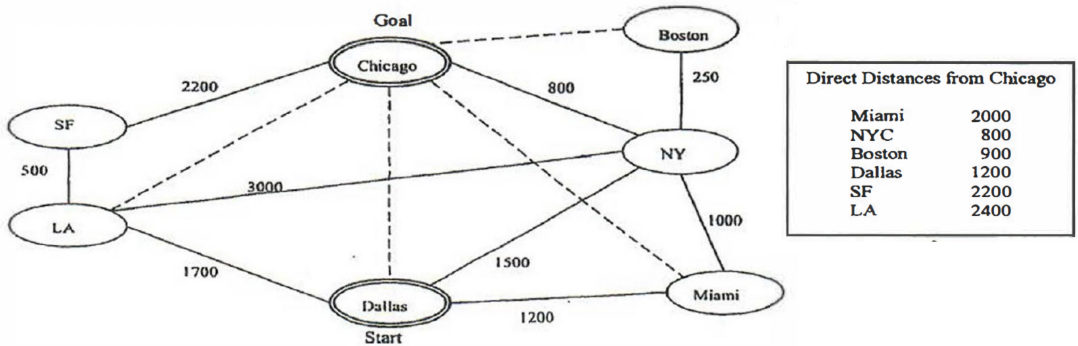 Goal
Boston
Chicago
2200
800
250
SF
NY
500
3000
LA
1000
1700
1500
Dallas
Miami
1200
Start
Direct Distances from Chicago
Miami 2000
NYC 800
Boston 900
Dallas 1200
SF 2200
LA 2400